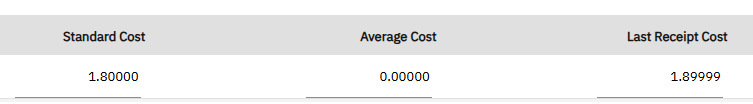 Standard Cost Average Cost Last Receipt Cost
1.80000 0.00000 1.89999